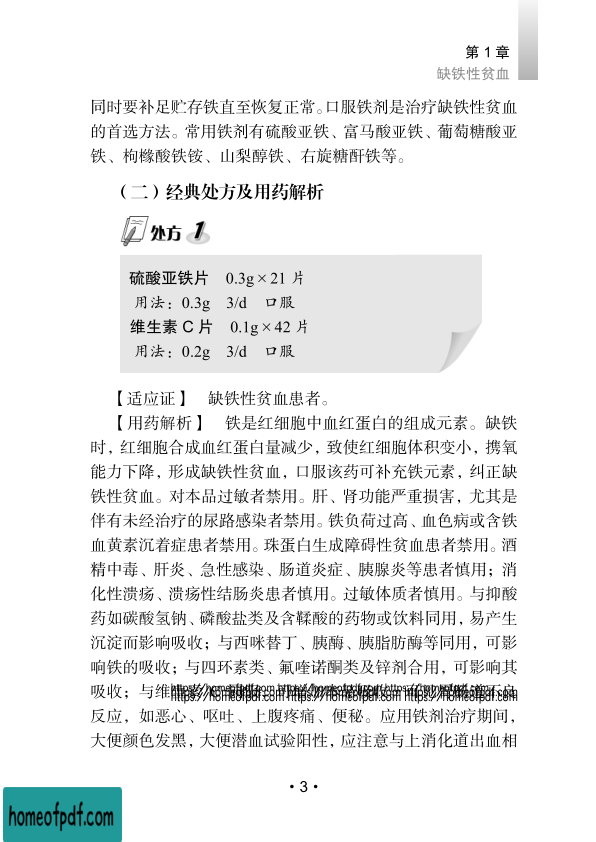 第 1 章
缺铁性贫血
同时要补足贮存铁直至恢复正常。口服铁剂是治疗缺铁性贫血
的首选方法。常用铁剂有硫酸亚铁、富马酸亚铁、葡萄糖酸亚
铁、枸橼酸铁铵、山梨醇铁、右旋糖酐铁等。
（二）经典处方及用药解析
处方 1
硫酸亚铁片 0.3g × 21 片
用法：0.3g 3/d 口服
维生素 C 片 0.1g × 42 片
用法：0.2g 3/d 口服
【适应证】 缺铁性贫血患者。
【用药解析】 铁是红细胞中血红蛋白的组成元素。缺铁
时，红细胞合成血红蛋白量减少，致使红细胞体积变小，携氧
能力下降，形成缺铁性贫血，口服该药可补充铁元素，纠正缺
铁性贫血。对本品过敏者禁用。肝、肾功能严重损害，尤其是
伴有未经治疗的尿路感染者禁用。铁负荷过高、血色病或含铁
血黄素沉着症患者禁用。珠蛋白生成障碍性贫血患者禁用。酒
精中毒、肝炎、急性感染、肠道炎症、胰腺炎等患者慎用；消
化性溃疡、溃疡性结肠炎患者慎用。过敏体质者慎用。与抑酸
药如碳酸氢钠、磷酸盐类及含鞣酸的药物或饮料同用，易产生
沉淀而影响吸收；与西咪替丁、胰酶、胰脂肪酶等同用，可影
响铁的吸收；与四环素类、氟喹诺酮类及锌剂合用，可影响其
吸收；与维
https://homeofpdf.com https://homeofpdf.com https://homeofpdf.com
反应，如恶心、呕吐、上腹疼痛、便秘。应用铁剂治疗期间，
大便颜色发黑，大便潜血试验阳性，应注意与上消化道出血相
• 3 •
homeofpdf.com